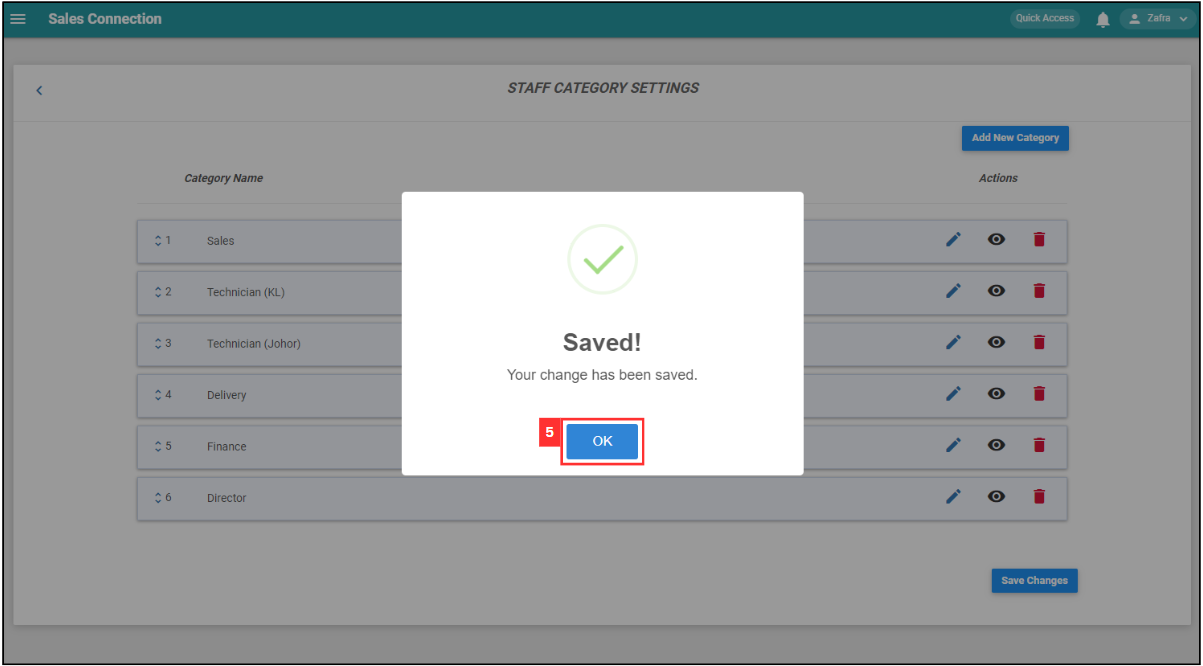 Sales Connection
Quick Access
Zafra
STAFF CATEGORY SETTINGS
Add New Category
Category Name
Actions
1 Sales
2 Technician (KL)
3 Technician (Johor)
4 Delivery
5 Finance
6 Director
Saved!
Your change has been saved.
5 OK
Save Changes